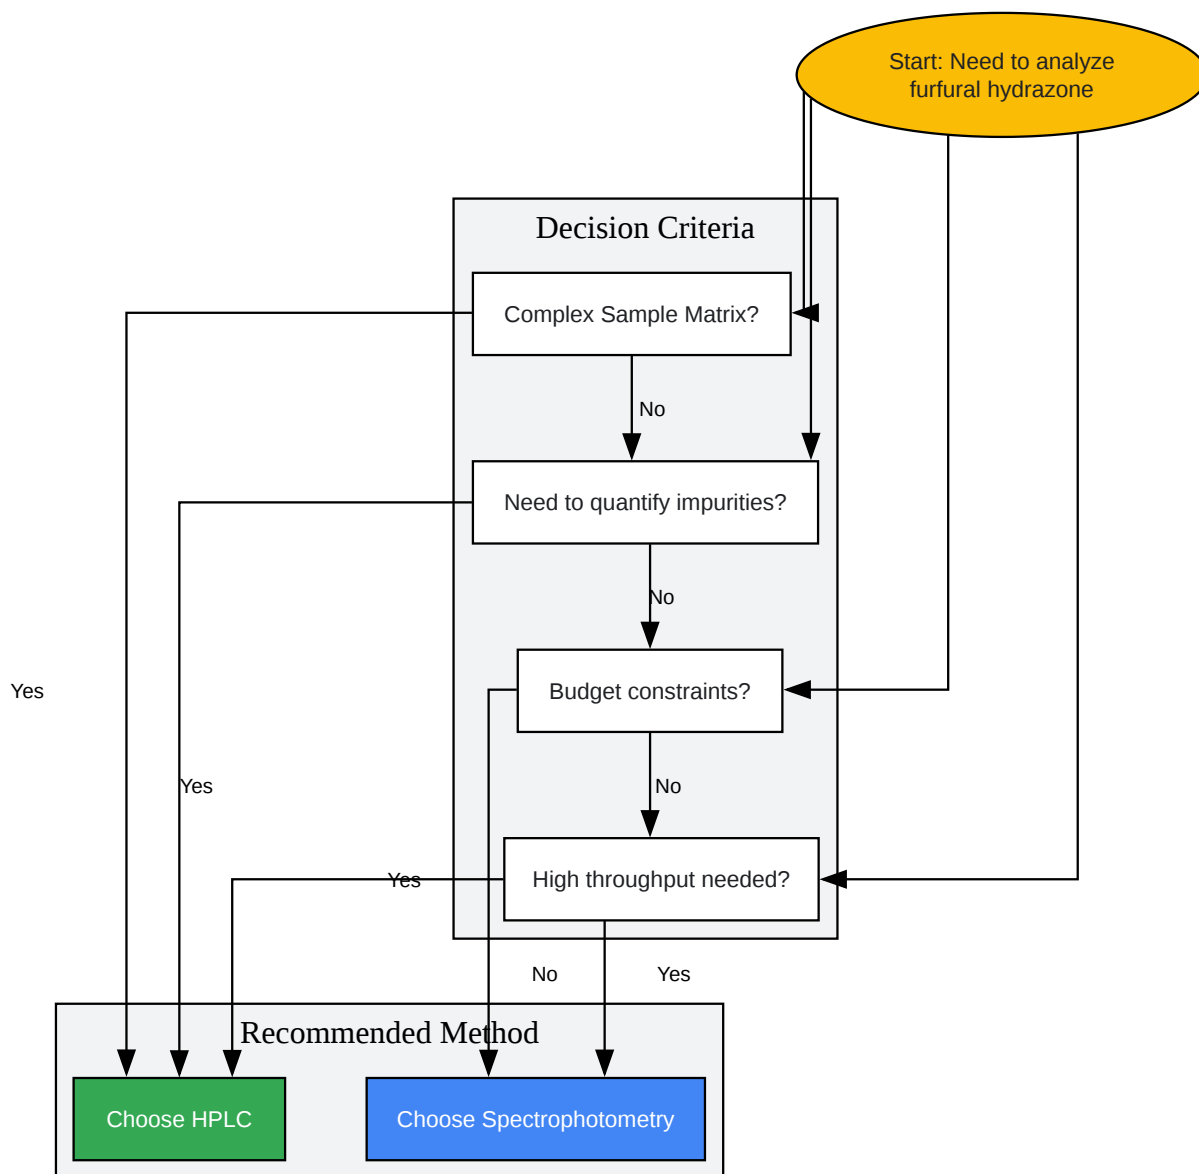 Start: Need to analyze
furfural hydrazone
Decision Criteria
Complex Sample Matrix?
No
Need to quantify impurities?
No
Budget constraints?
Yes
Yes
No
High throughput needed?
Yes
No
Yes
Recommended Method
Choose HPLC
Choose Spectrophotometry